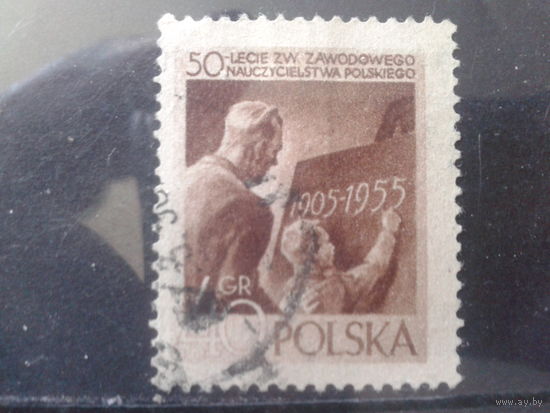 50-LECIE ZW. ZAWODOWEGO
NAUCZYCIELSTWA POLSKIEGO
1905-1955
GR
40
POLSKA
www.ay.by